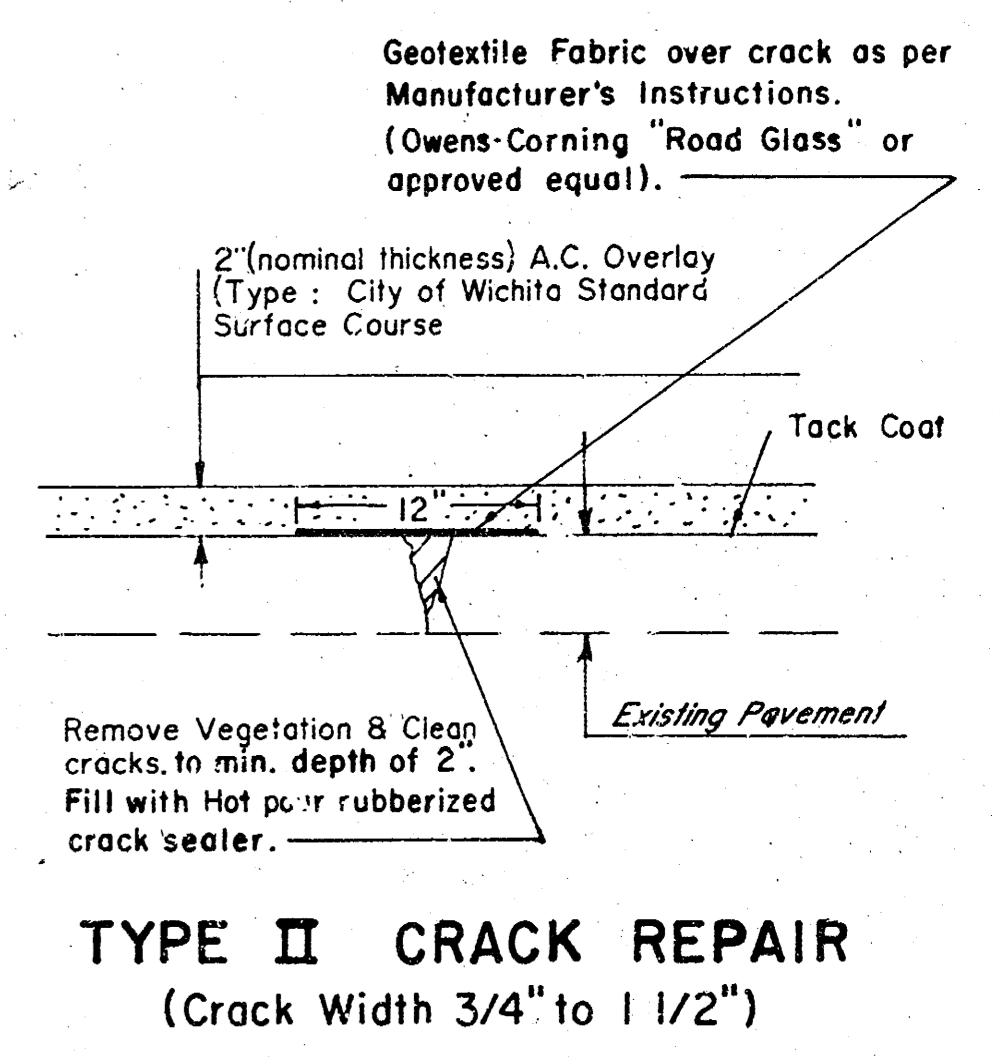 Geotextile Fabric over crack as per
Manufacturer's Instructions.
(Owens-Corning "Road Glass" or
approved equal).
2"(nominal thickness) A.C. Overlay
(Type : City of Wichita Standard
Surface Course
Tack Coat
12"
Existing Pavement
Remove Vegetation & Clean
cracks. to min. depth of 2".
Fill with Hot pour rubberized
crack sealer.
TYPE II CRACK REPAIR
(Crack Width 3/4" to 1 1/2")